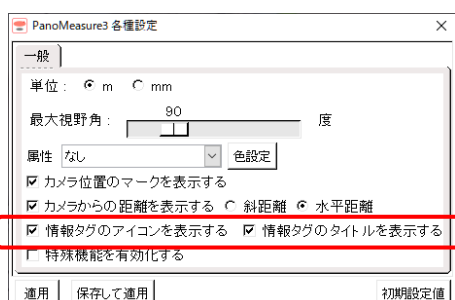 PanoMeasure3 各種設定
一般
単位： m mm
最大視野角： 90 度
属性 なし 色設定
カメラ位置のマークを表示する
カメラからの距離を表示する 斜距離 水平距離
情報タグのアイコンを表示する 情報タグのタイトルを表示する
特殊機能を有効化する
適用 保存して適用 初期設定値